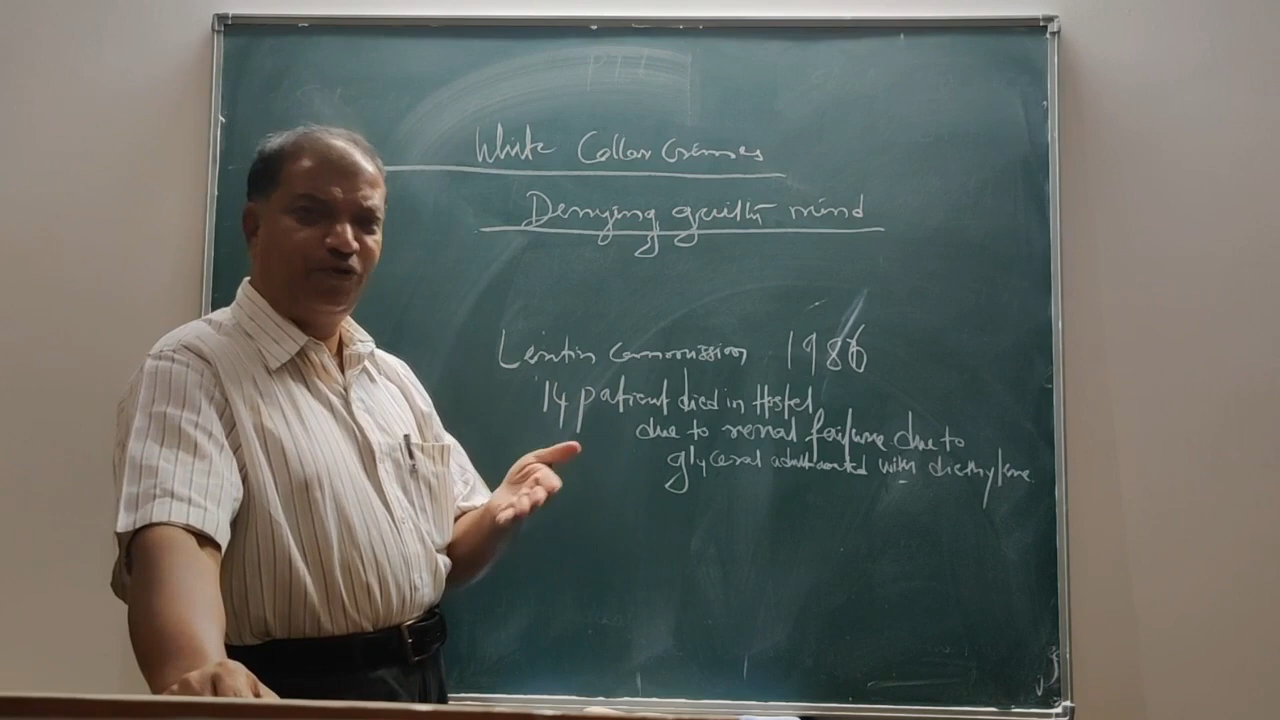 White Collar Crimes
Denying guilty mind
Lentin Commission 1986
14 patient died in Hostel
due to renal failure due to
glyceral adulterated with diethylene